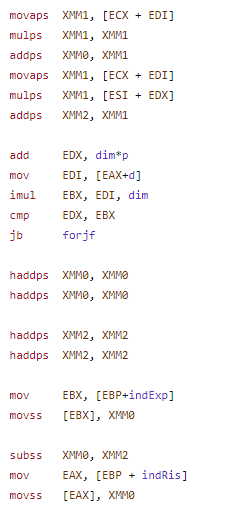 movaps XMM1, [ECX + EDI]
mulps XMM1, XMM1
addps XMM0, XMM1
movaps XMM1, [ECX + EDI]
mulps XMM1, [ESI + EDX]
addps XMM2, XMM1
add EDX, dim*p
mov EDI, [EAX+d]
imul EBX, EDI, dim
cmp EDX, EBX
jb forjf
haddps XMM0, XMM0
haddps XMM0, XMM0
haddps XMM2, XMM2
haddps XMM2, XMM2
mov EBX, [EBP+indExp]
movss [EBX], XMM0
subss XMM0, XMM2
mov EAX, [EBP + indRis]
movss [EAX], XMM0